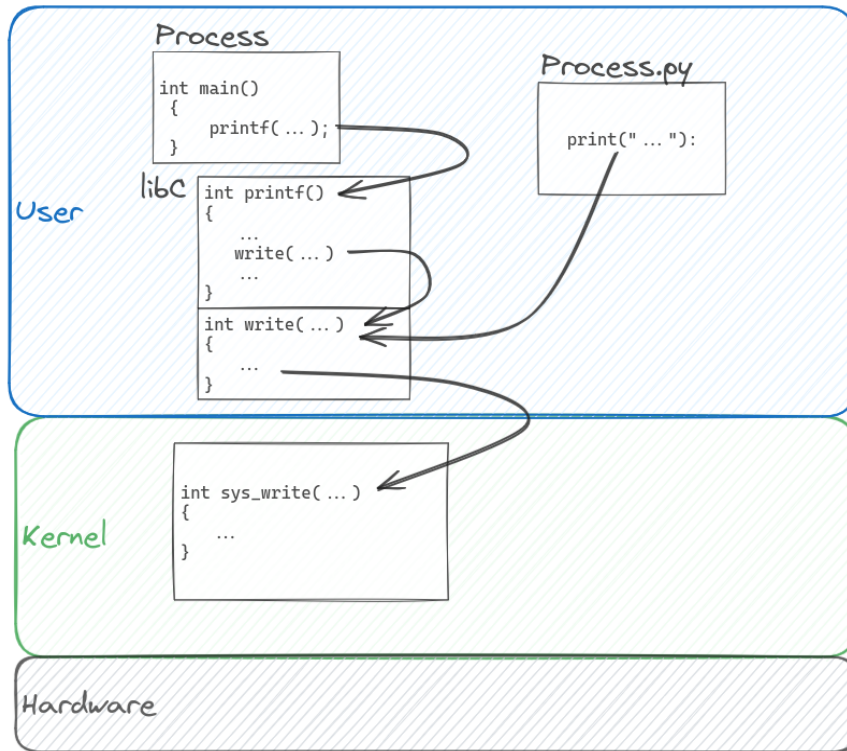 Process
int main()
{
printf(...);
}
Process.py
print("..."):
libC
int printf()
{
...
write(...)
...
}
User
int write(...)
{
...
}
int sys_write(...)
{
...
}
Kernel
Hardware